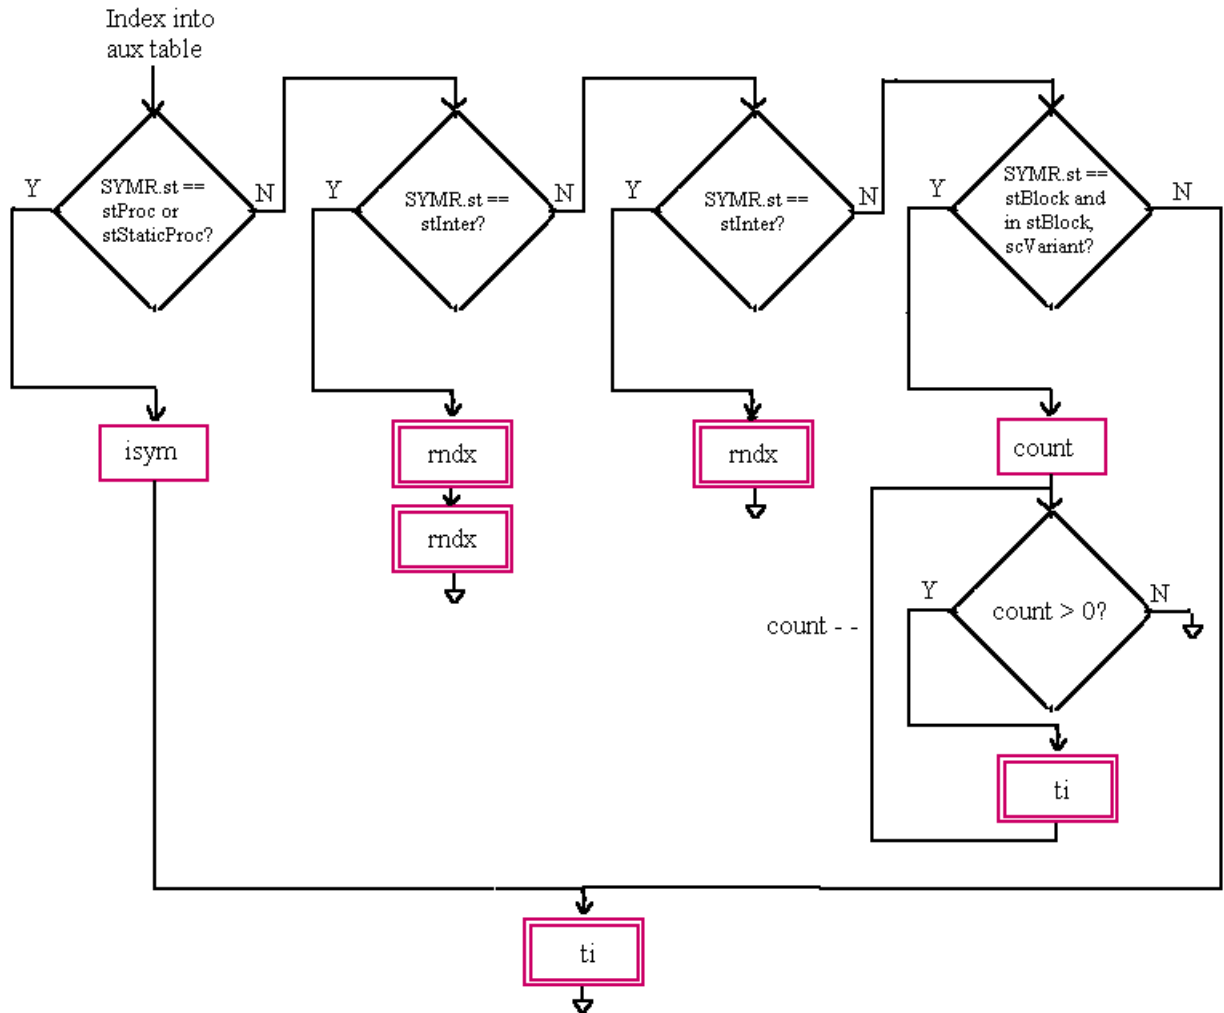 Index into
aux table
Y
SYMR.st ==
stProc or
stStaticProc?
N
Y
SYMR.st ==
stInter?
N
Y
SYMR.st ==
stInter?
N
Y
SYMR.st ==
stBlock and
in stBlock,
scVariant?
N
isym
rndx
rndx
rndx
count
Y
count > 0?
N
count - -
ti
ti